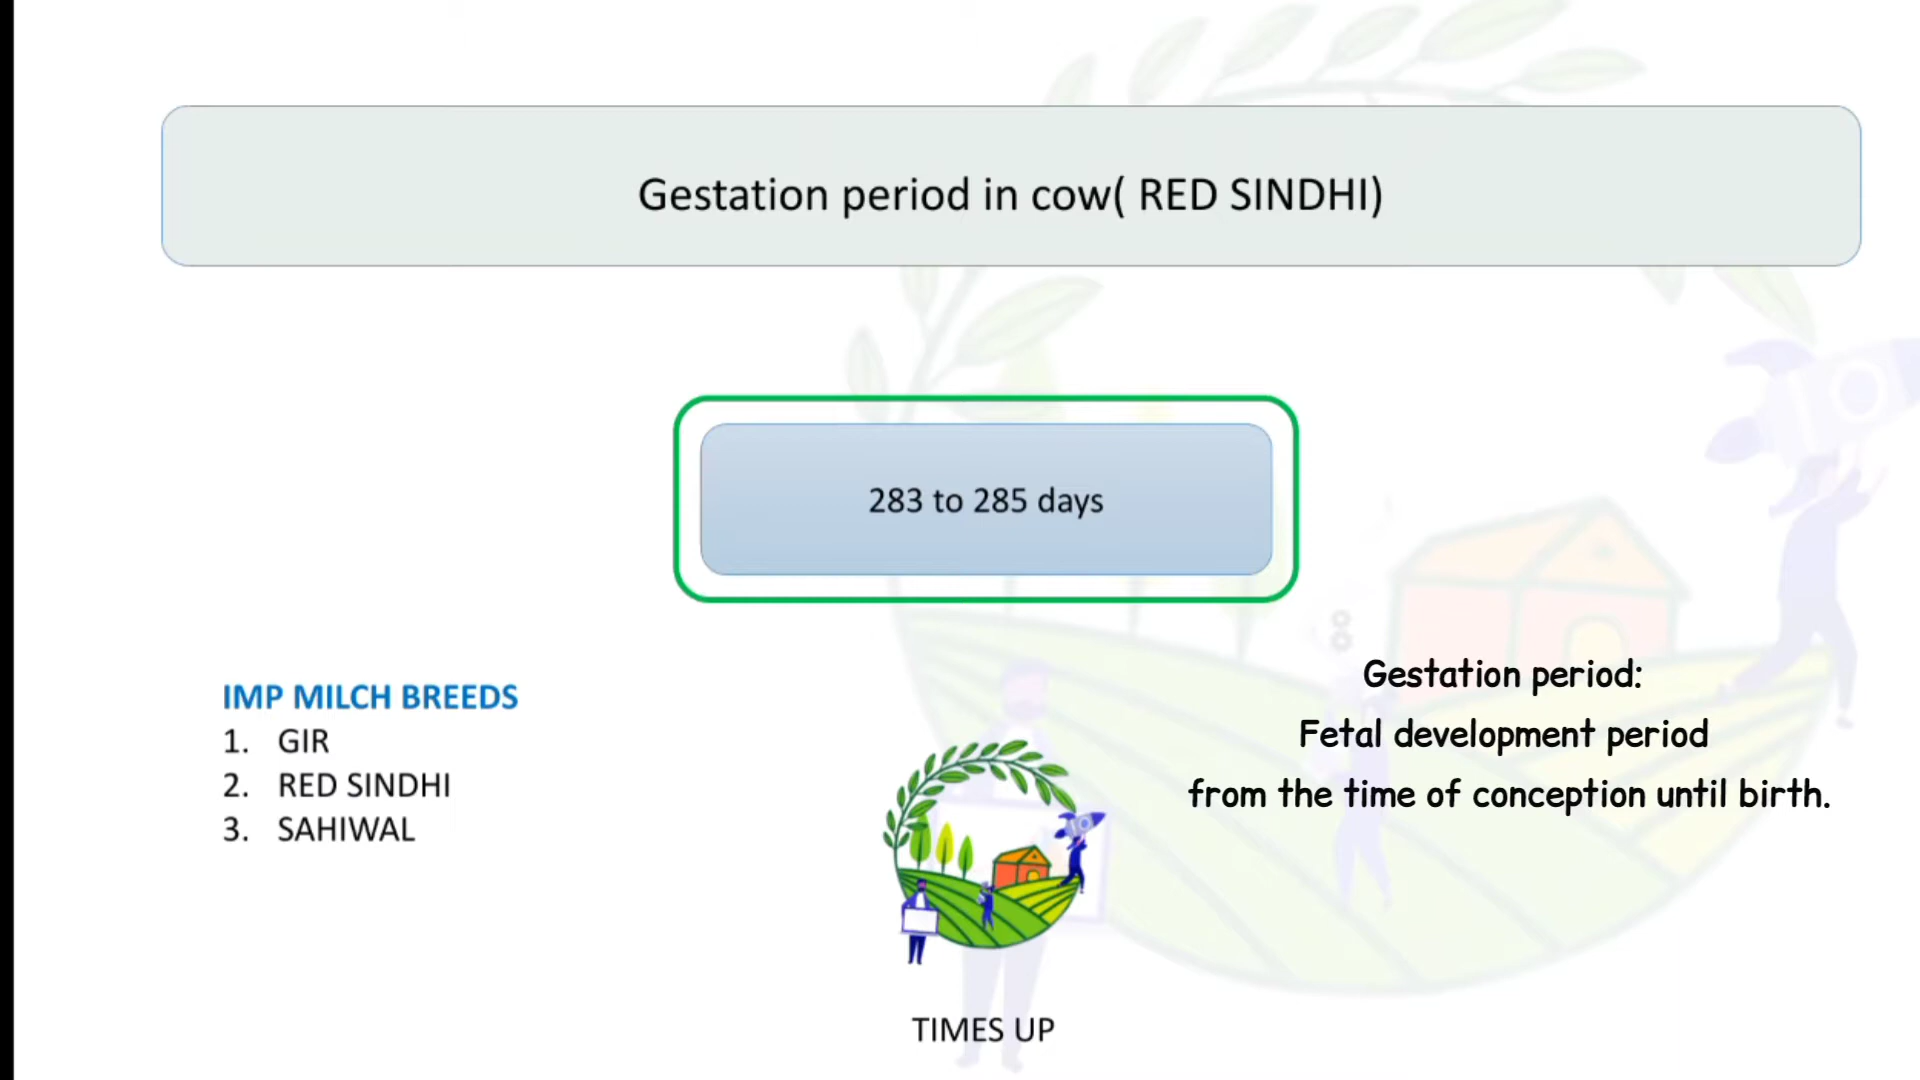 Gestation period in cow( RED SINDHI)
283 to 285 days
IMP MILCH BREEDS
1. GIR
2. RED SINDHI
3. SAHIWAL
Gestation period:
Fetal development period
from the time of conception until birth.
TIMES UP